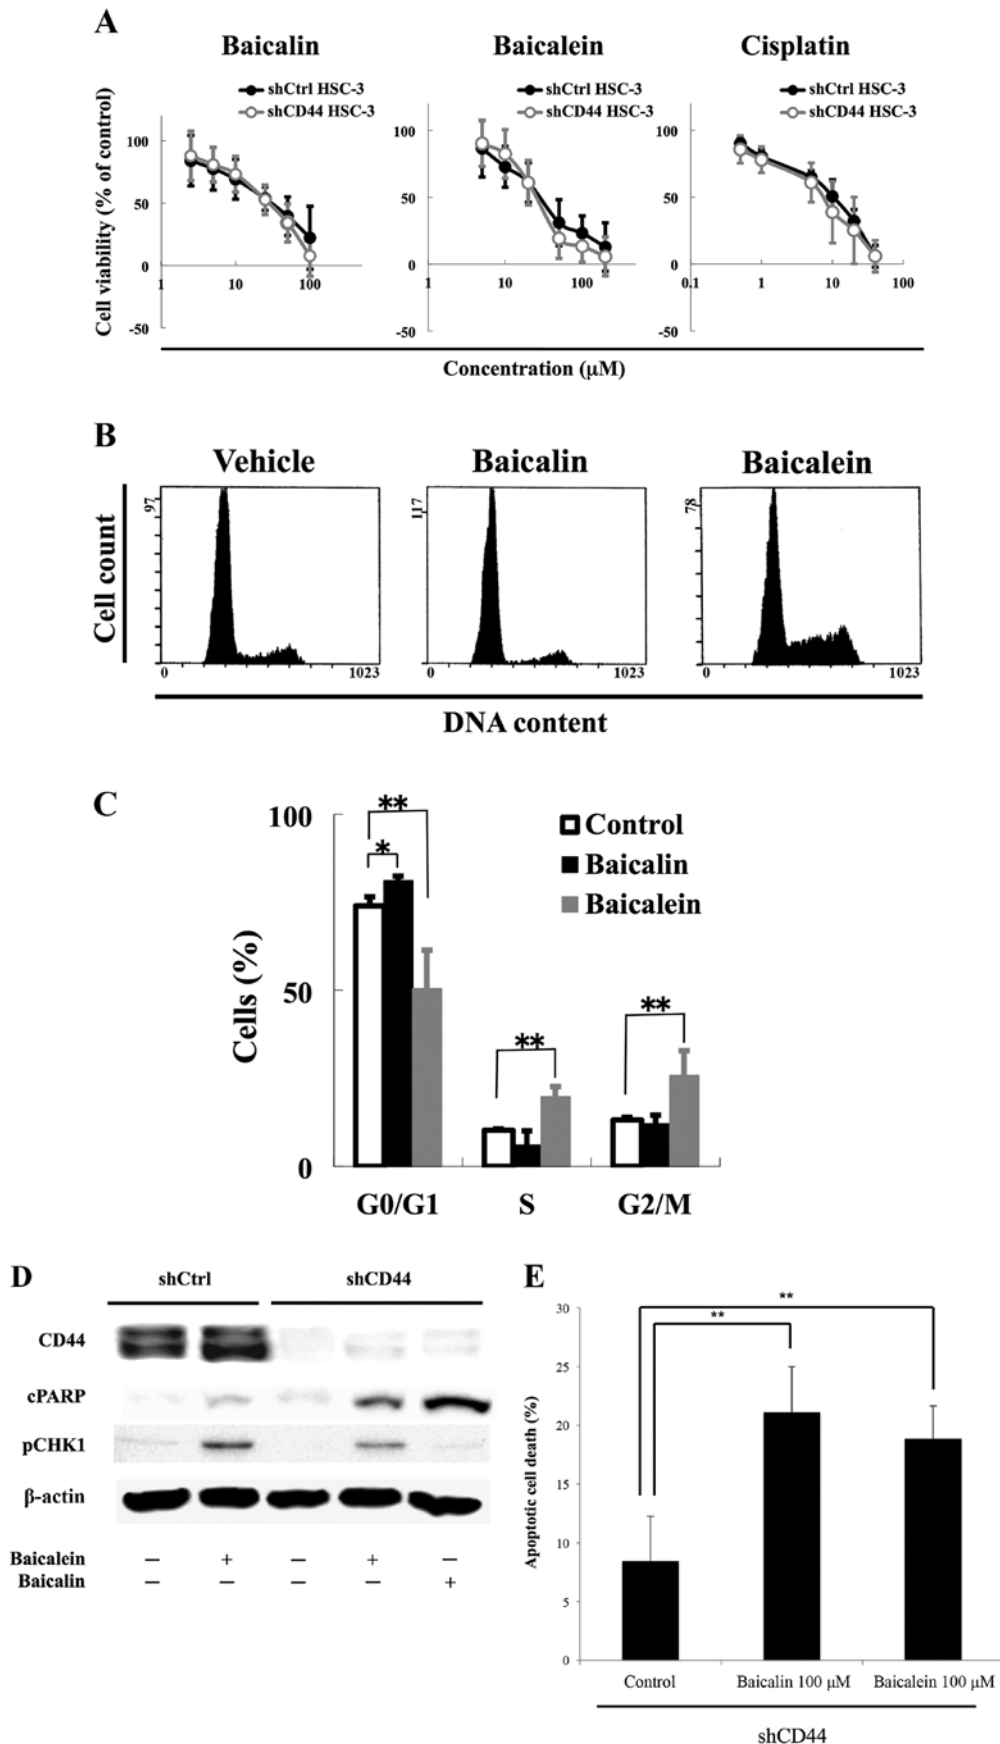 A
Baicalin
Baicalein
Cisplatin
shCtrl HSC-3
shCD44 HSC-3
shCtrl HSC-3
shCD44 HSC-3
shCtrl HSC-3
shCD44 HSC-3
Cell viability (% of control)
100
50
0
-50
1
10
100
100
50
0
-50
1
10
100
100
50
0
-50
0.1
1
10
100
Concentration (μM)
B
Vehicle
Baicalin
Baicalein
Cell count
97
0
1023
117
0
1023
78
0
1023
DNA content
C
Cells (%)
100
50
0
**
*
**
**
Control
Baicalin
Baicalein
G0/G1
S
G2/M
D
shCtrl
shCD44
CD44
cPARP
pCHK1
β-actin
Baicalein − + − + −
Baicalin − − − − +
E
Apoptotic cell death (%)
30
25
20
15
10
5
0
**
**
Control
Baicalin 100 μM
Baicalein 100 μM
shCD44